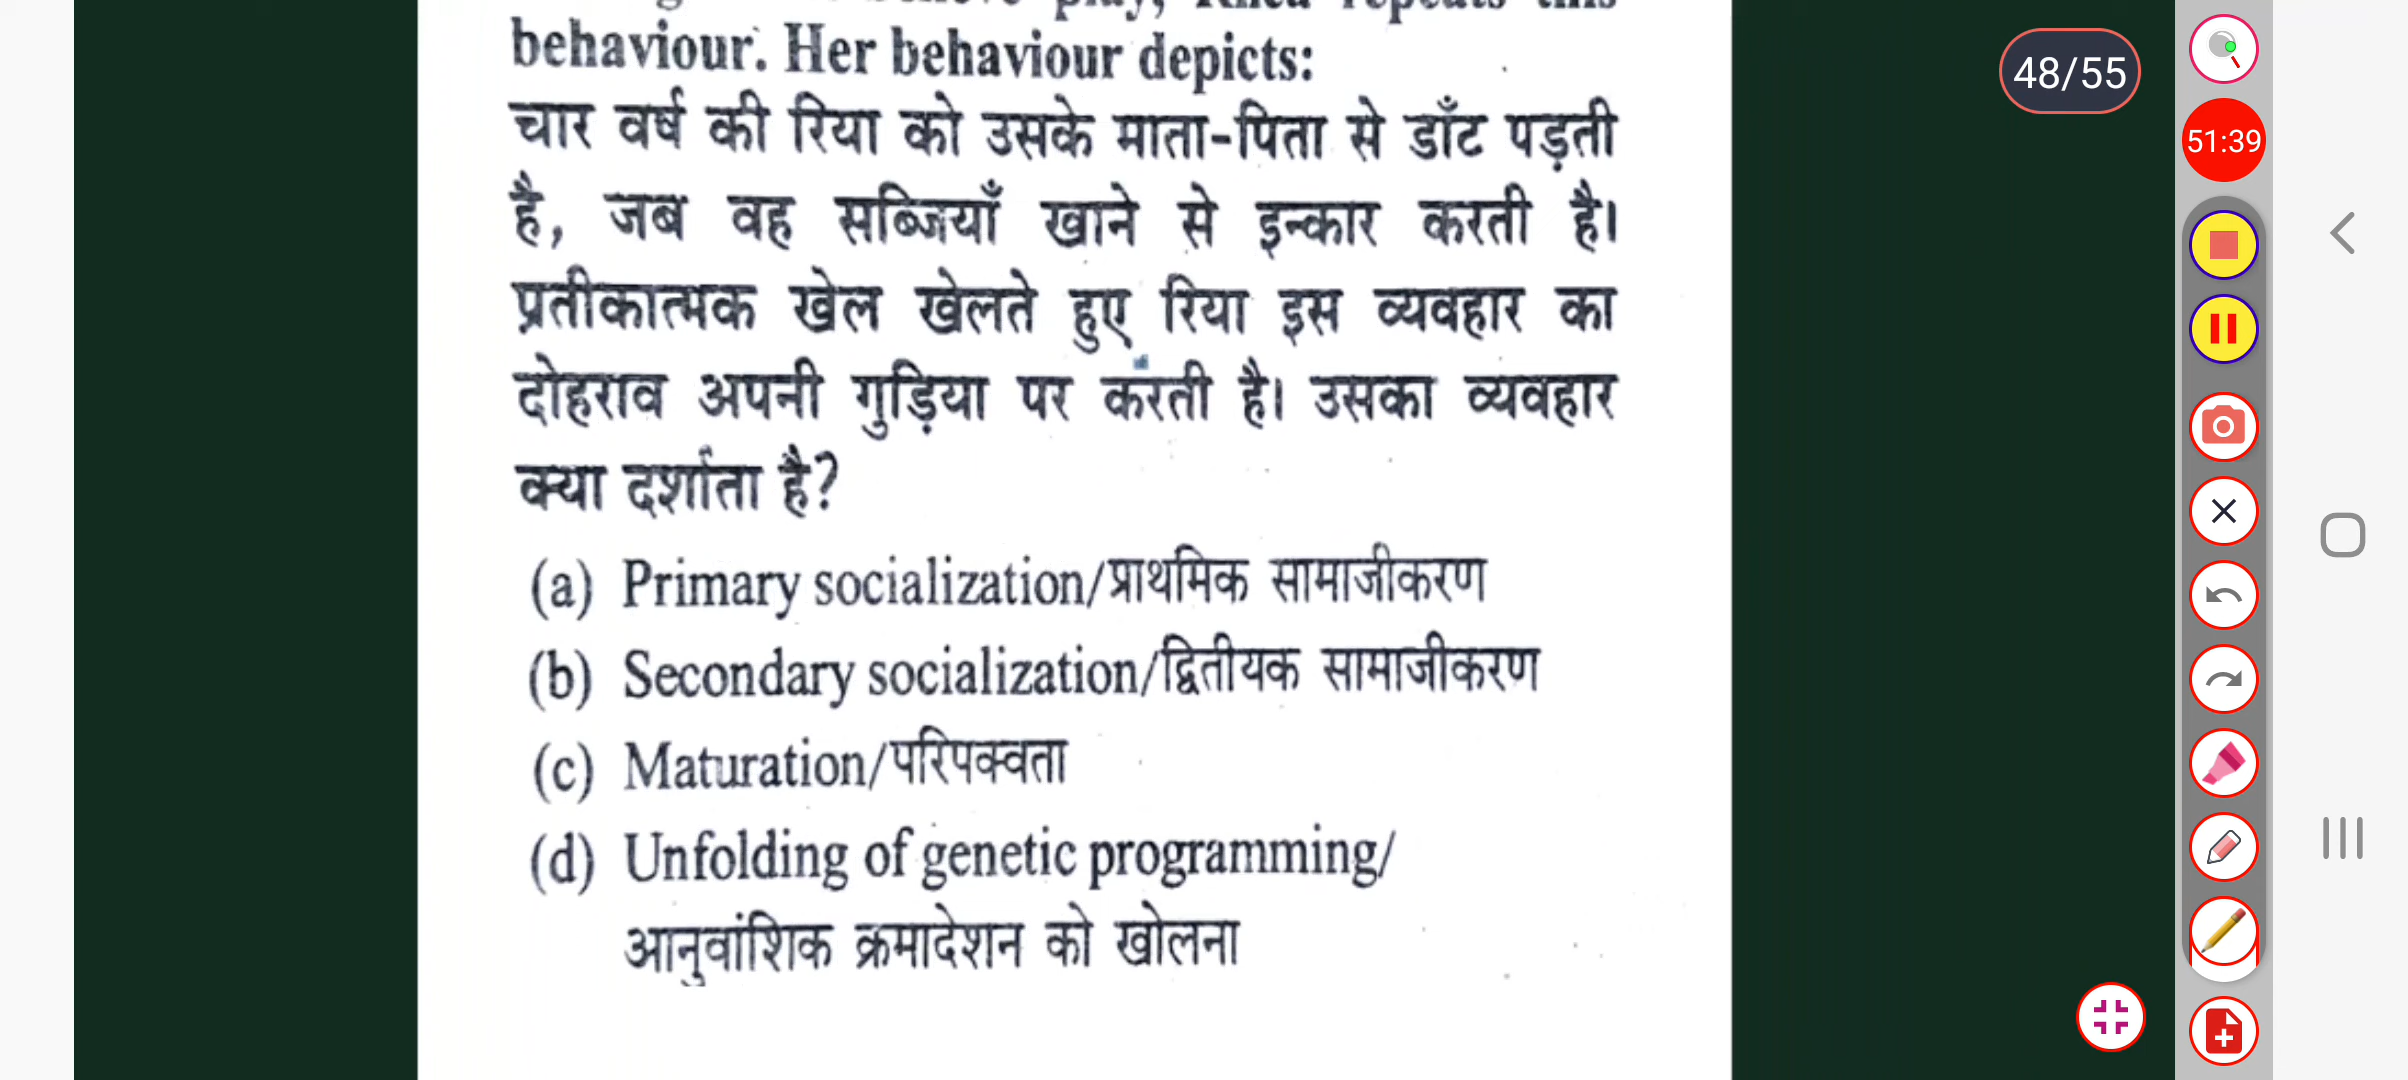 behaviour. Her behaviour depicts:
चार वर्ष की रिया को उसके माता-पिता से डाँट पड़ती
है, जब वह सब्जियाँ खाने से इन्कार करती है।
प्रतीकात्मक खेल खेलते हुए रिया इस व्यवहार का
दोहराव अपनी गुड़िया पर करती है। उसका व्यवहार
क्या दर्शाता है?
(a) Primary socialization/प्राथमिक सामाजीकरण
(b) Secondary socialization/द्वितीयक सामाजीकरण
(c) Maturation/परिपक्वता
(d) Unfolding of genetic programming/
आनुवांशिक क्रमादेशन को खोलना
48/55
51:39